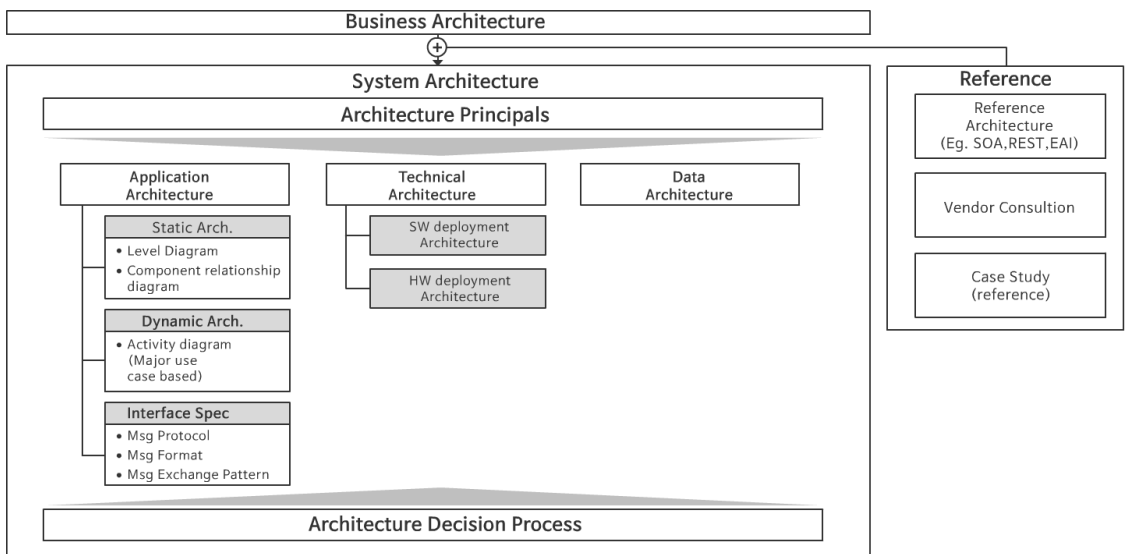 Business Architecture
+
System Architecture
Architecture Principals
Application
Architecture
Static Arch.
• Level Diagram
• Component relationship
diagram
Dynamic Arch.
• Activity diagram
(Major use
case based)
Interface Spec
• Msg Protocol
• Msg Format
• Msg Exchange Pattern
Technical
Architecture
SW deployment
Architecture
HW deployment
Architecture
Data
Architecture
Architecture Decision Process
Reference
Reference
Architecture
(Eg. SOA,REST,EAI)
Vendor Consultion
Case Study
(reference)